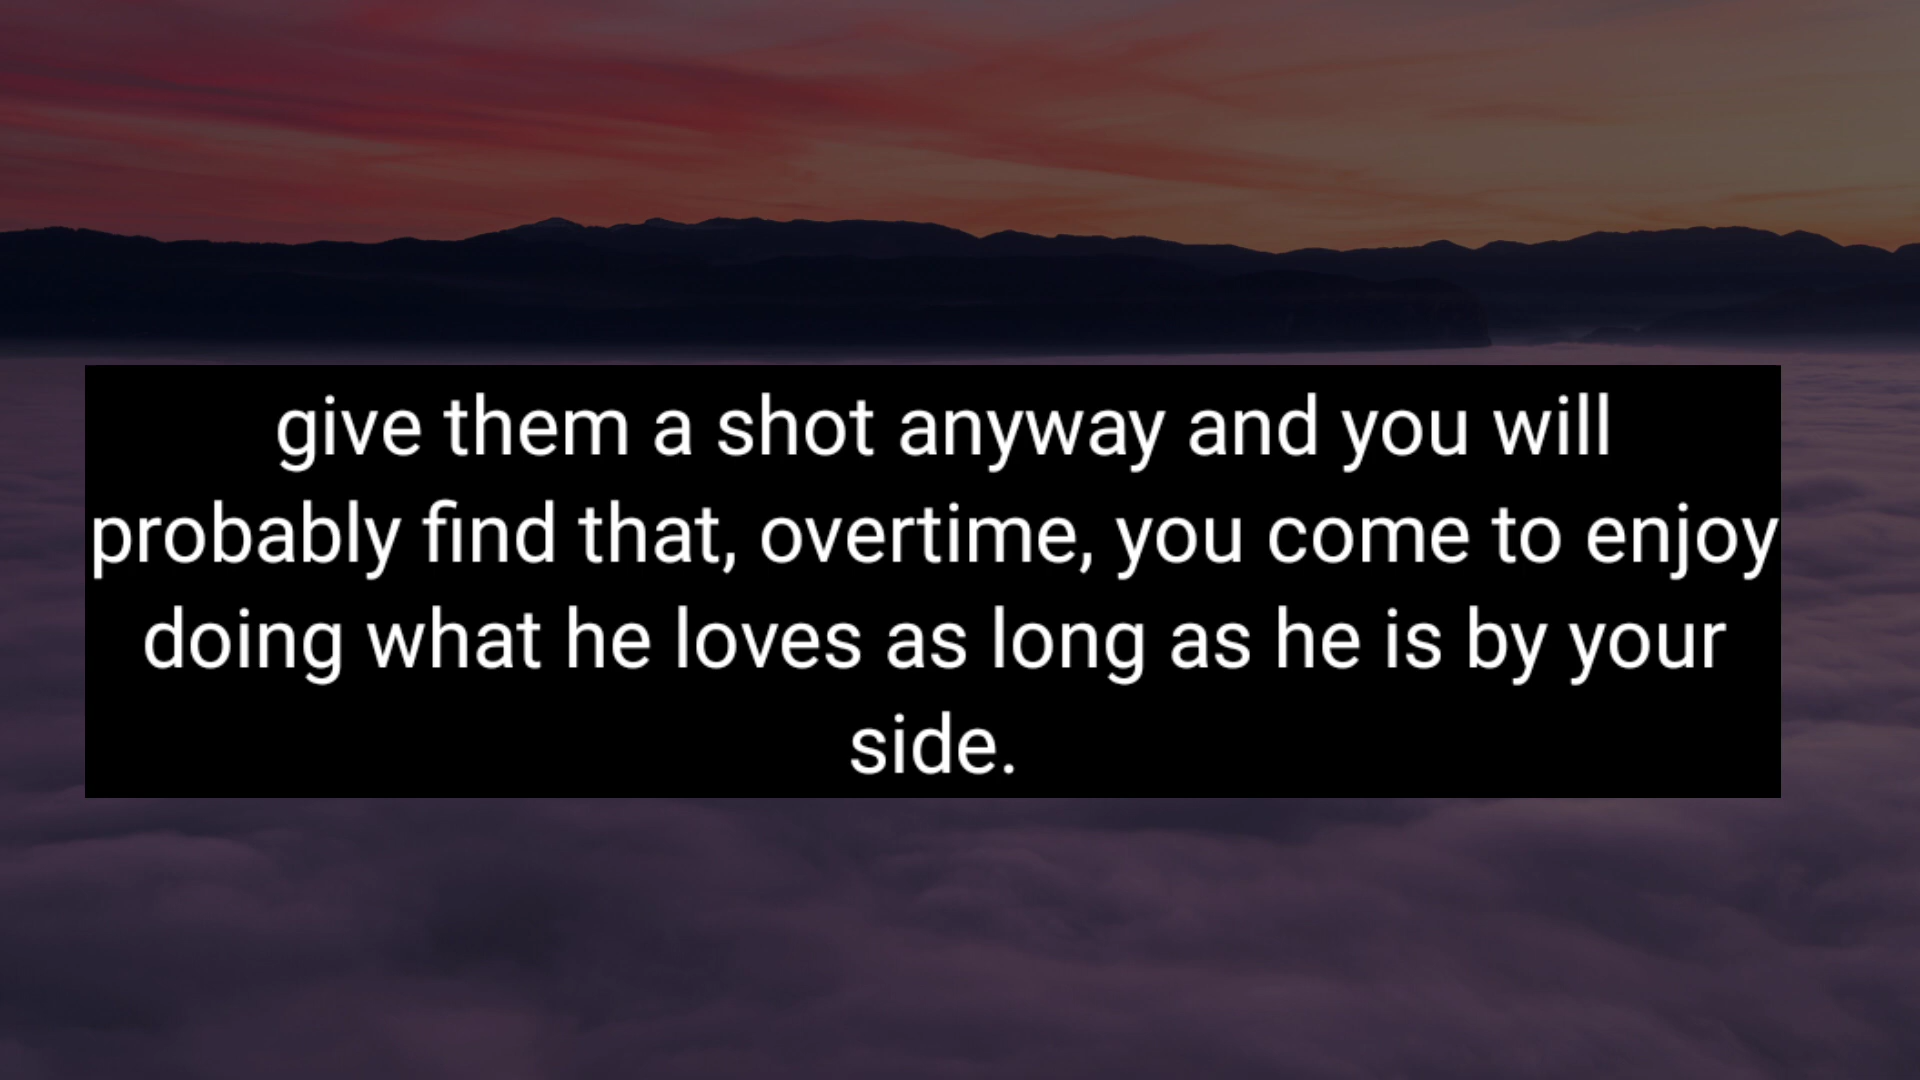 give them a shot anyway and you will
probably find that, overtime, you come to enjoy
doing what he loves as long as he is by your
side.